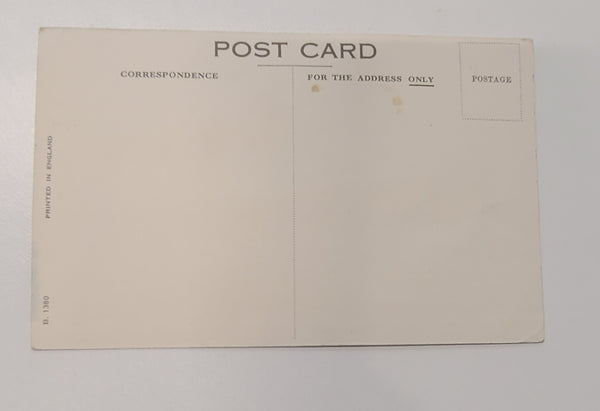 POST CARD
CORRESPONDENCE
FOR THE ADDRESS ONLY
POSTAGE
PRINTED IN ENGLAND
B. 1380